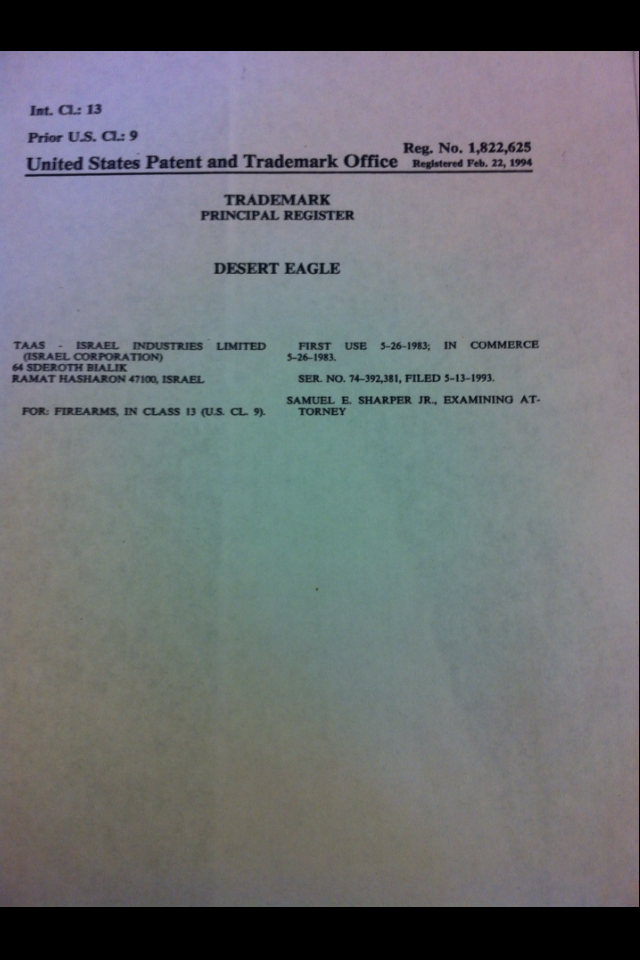 Int. Cl.: 13
Prior U.S. Cl.: 9
Reg. No. 1,822,625
United States Patent and Trademark Office Registered Feb. 22, 1994
TRADEMARK
PRINCIPAL REGISTER
DESERT EAGLE
TAAS - ISRAEL INDUSTRIES LIMITED
(ISRAEL CORPORATION)
64 SDEROTH BIALIK
RAMAT HASHARON 47100, ISRAEL
FOR: FIREARMS, IN CLASS 13 (U.S. CL. 9).
FIRST USE 5-26-1983; IN COMMERCE
5-26-1983.
SER. NO. 74-392,381, FILED 5-13-1993.
SAMUEL E. SHARPER JR., EXAMINING AT-
TORNEY